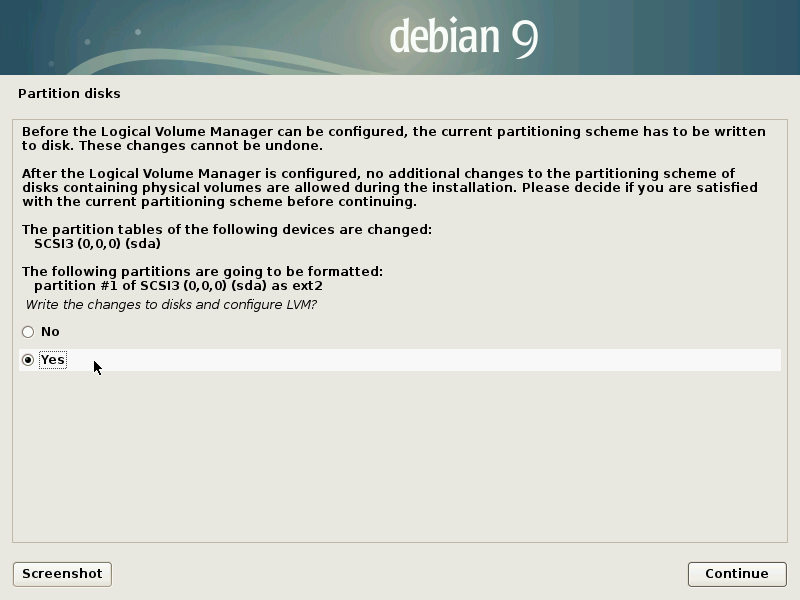 debian 9
Partition disks
Before the Logical Volume Manager can be configured, the current partitioning scheme has to be written
to disk. These changes cannot be undone.
After the Logical Volume Manager is configured, no additional changes to the partitioning scheme of
disks containing physical volumes are allowed during the installation. Please decide if you are satisfied
with the current partitioning scheme before continuing.
The partition tables of the following devices are changed:
SCSI3 (0,0,0) (sda)
The following partitions are going to be formatted:
partition #1 of SCSI3 (0,0,0) (sda) as ext2
Write the changes to disks and configure LVM?
No
Yes
Screenshot
Continue